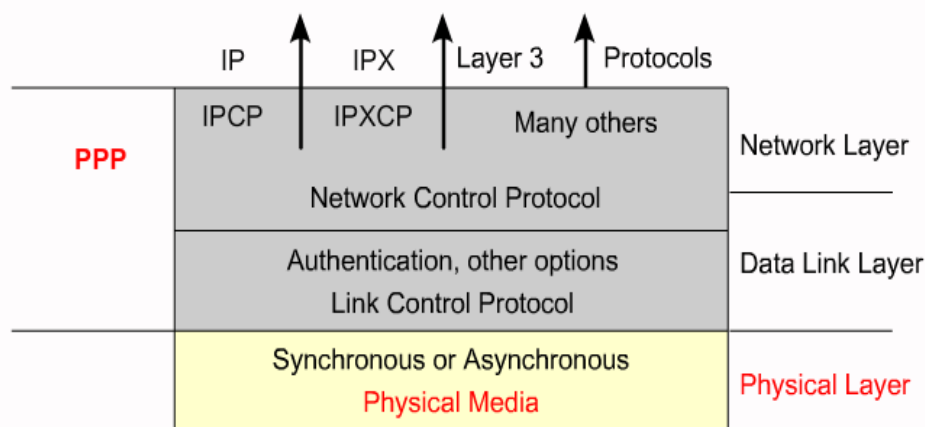 IP IPX Layer 3 Protocols
IPCP IPXCP Many others
PPP
Network Layer
Network Control Protocol
Authentication, other options
Data Link Layer
Link Control Protocol
Synchronous or Asynchronous
Physical Media
Physical Layer